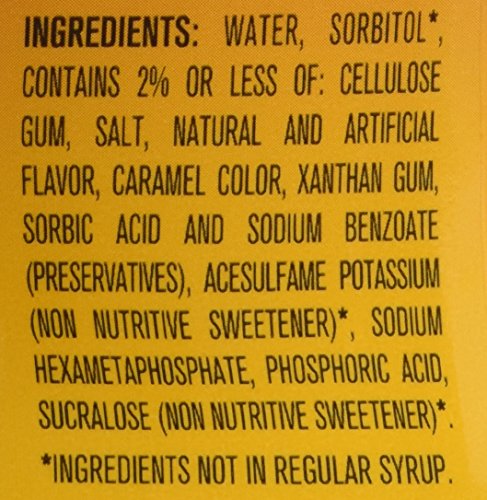 INGREDIENTS: WATER, SORBITOL*,
CONTAINS 2% OR LESS OF: CELLULOSE
GUM, SALT, NATURAL AND ARTIFICIAL
FLAVOR, CARAMEL COLOR, XANTHAN GUM,
SORBIC ACID AND SODIUM BENZOATE
(PRESERVATIVES), ACESULFAME POTASSIUM
(NON NUTRITIVE SWEETENER)*, SODIUM
HEXAMETAPHOSPHATE, PHOSPHORIC ACID,
SUCRALOSE (NON NUTRITIVE SWEETENER)*.
*INGREDIENTS NOT IN REGULAR SYRUP.